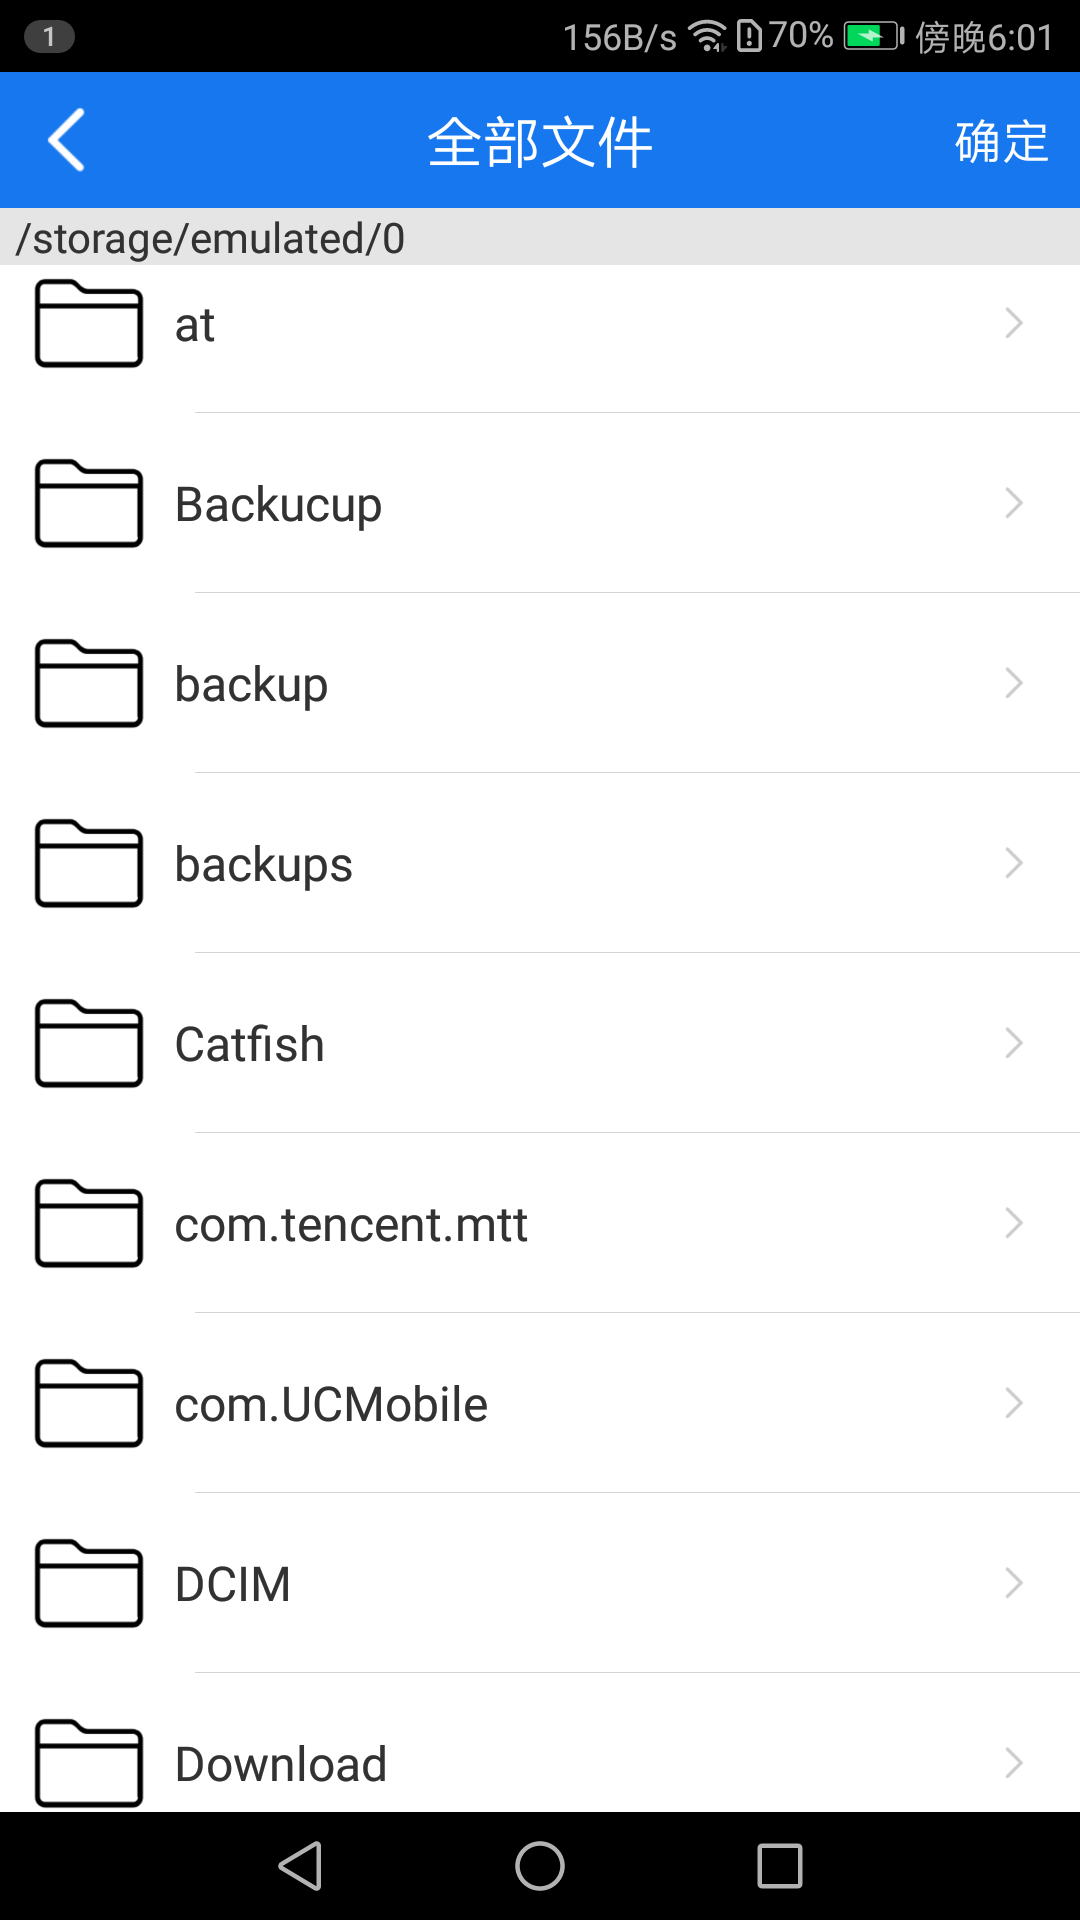 1
156B/s 70% 傍晚6:01
全部文件 确定
/storage/emulated/0
at
Backucup
backup
backups
Catfish
com.tencent.mtt
com.UCMobile
DCIM
Download